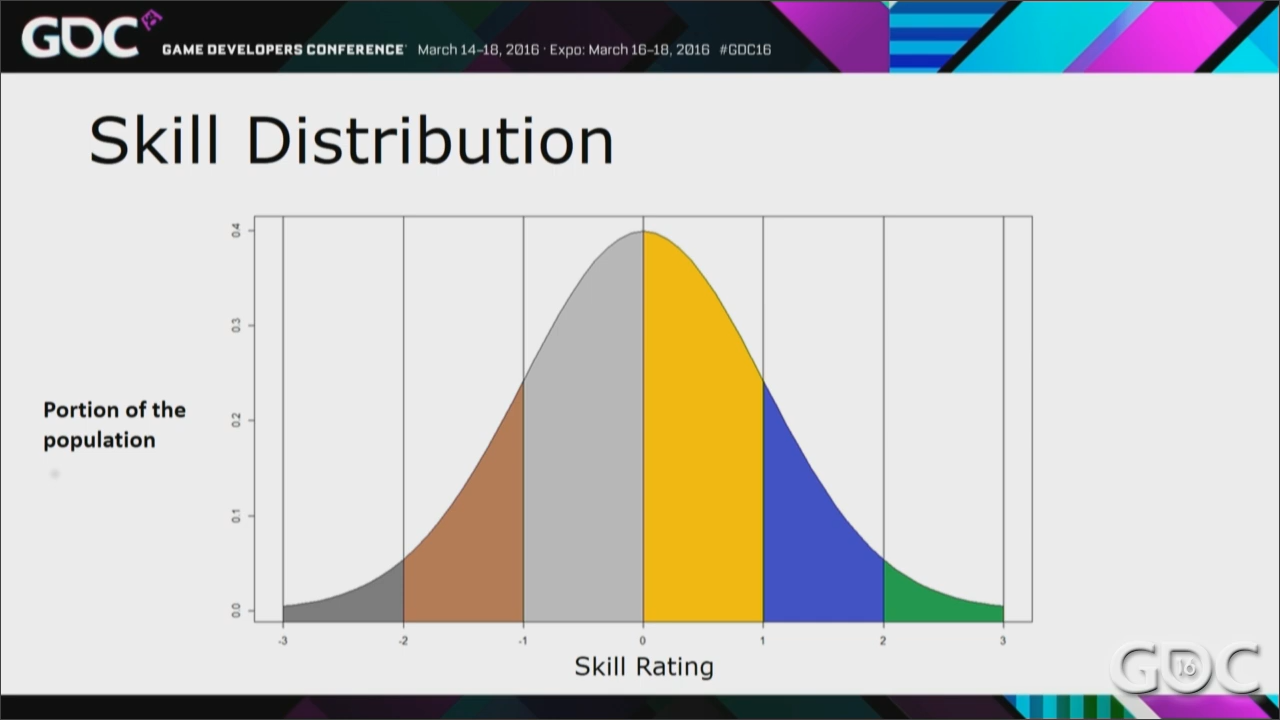 GDC
GAME DEVELOPERS CONFERENCE March 14–18, 2016 · Expo: March 16–18, 2016 #GDC16
Skill Distribution
Portion of the
population
0.4
0.3
0.2
0.1
0.0
-3 -2 -1 0 1 2 3
Skill Rating
GDC 16